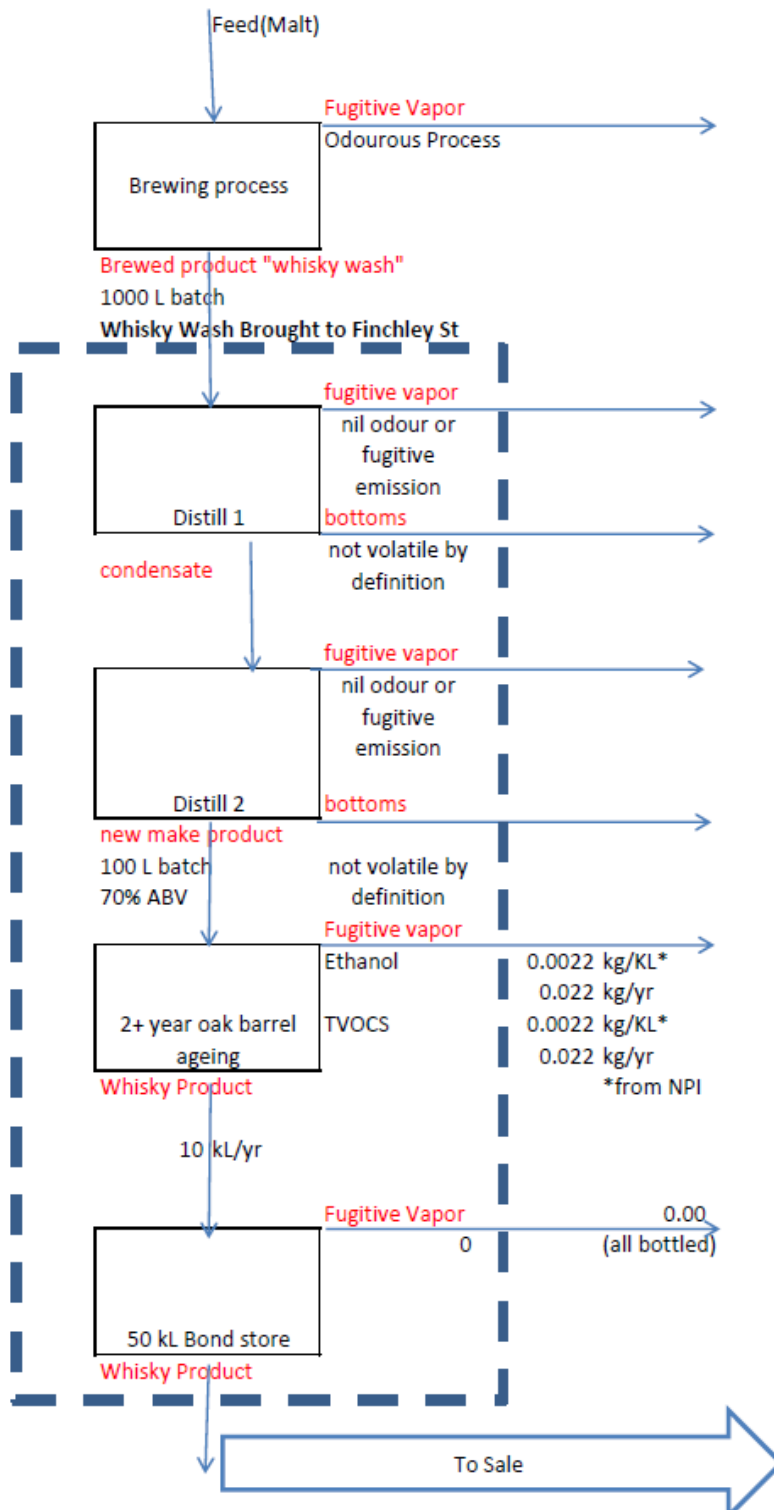 Feed(Malt)
Fugitive Vapor
Odourous Process
Brewing process
Brewed product "whisky wash"
1000 L batch
Whisky Wash Brought to Finchley St
fugitive vapor
nil odour or
fugitive
emission
Distill 1
bottoms
not volatile by
definition
condensate
fugitive vapor
nil odour or
fugitive
emission
Distill 2
bottoms
new make product
100 L batch
not volatile by
70% ABV
definition
Fugitive vapor
Ethanol
0.0022 kg/KL*
0.022 kg/yr
2+ year oak barrel
TVOCS
0.0022 kg/KL*
ageing
0.022 kg/yr
Whisky Product
*from NPI
10 kL/yr
Fugitive Vapor
0.00
0
(all bottled)
50 kL Bond store
Whisky Product
To Sale